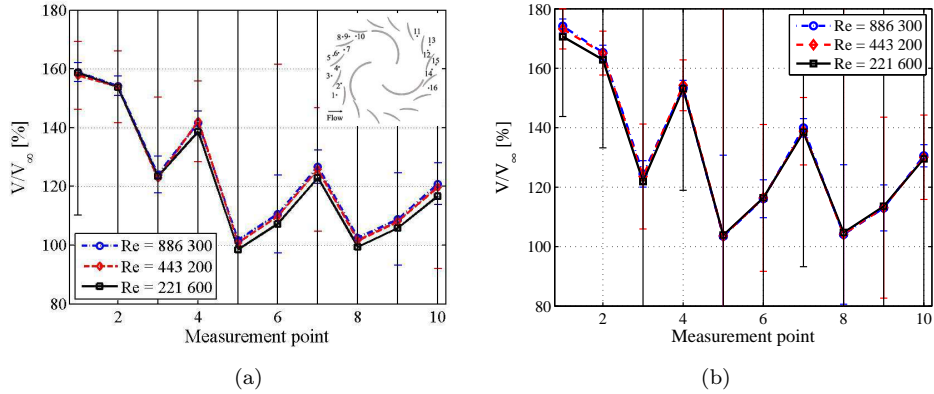 180
160
140
120
100
80
V/V∞ [%]
2 4 6 8 10
Measurement point
Re = 886 300
Re = 443 200
Re = 221 600
1 2 3 4 5 6 7 8 9 10 11 12 13 14 15 16
Flow
(a)
180
160
140
120
100
80
V/V∞ [%]
2 4 6 8 10
Measurement point
Re = 886 300
Re = 443 200
Re = 221 600
(b)